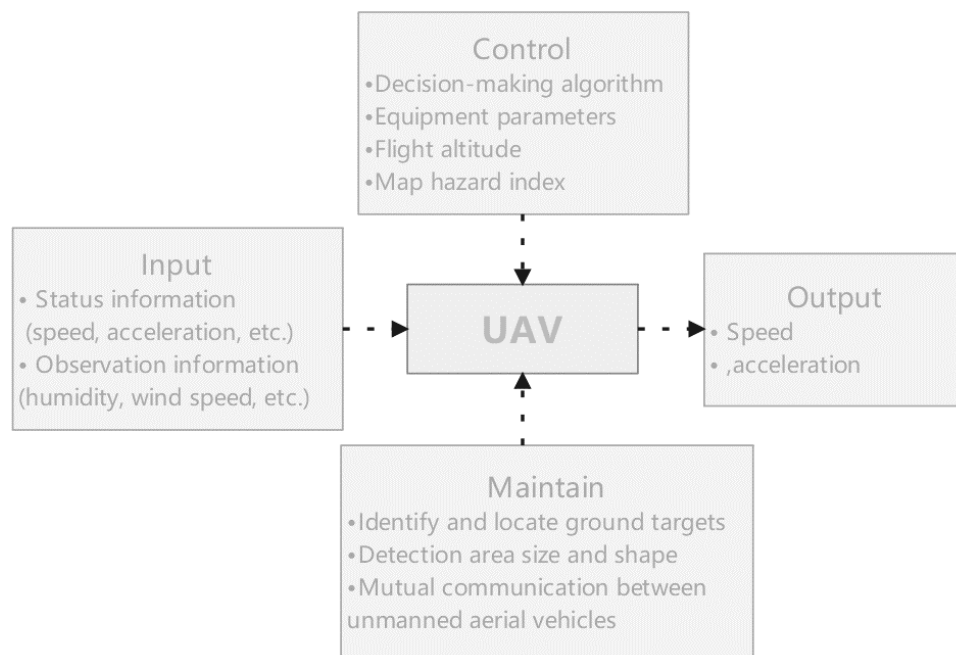 Control
•Decision-making algorithm
•Equipment parameters
•Flight altitude
•Map hazard index
Input
• Status information
(speed, acceleration, etc.)
• Observation information
(humidity, wind speed, etc.)
UAV
Output
• Speed
• ,acceleration
Maintain
•Identify and locate ground targets
•Detection area size and shape
•Mutual communication between
unmanned aerial vehicles